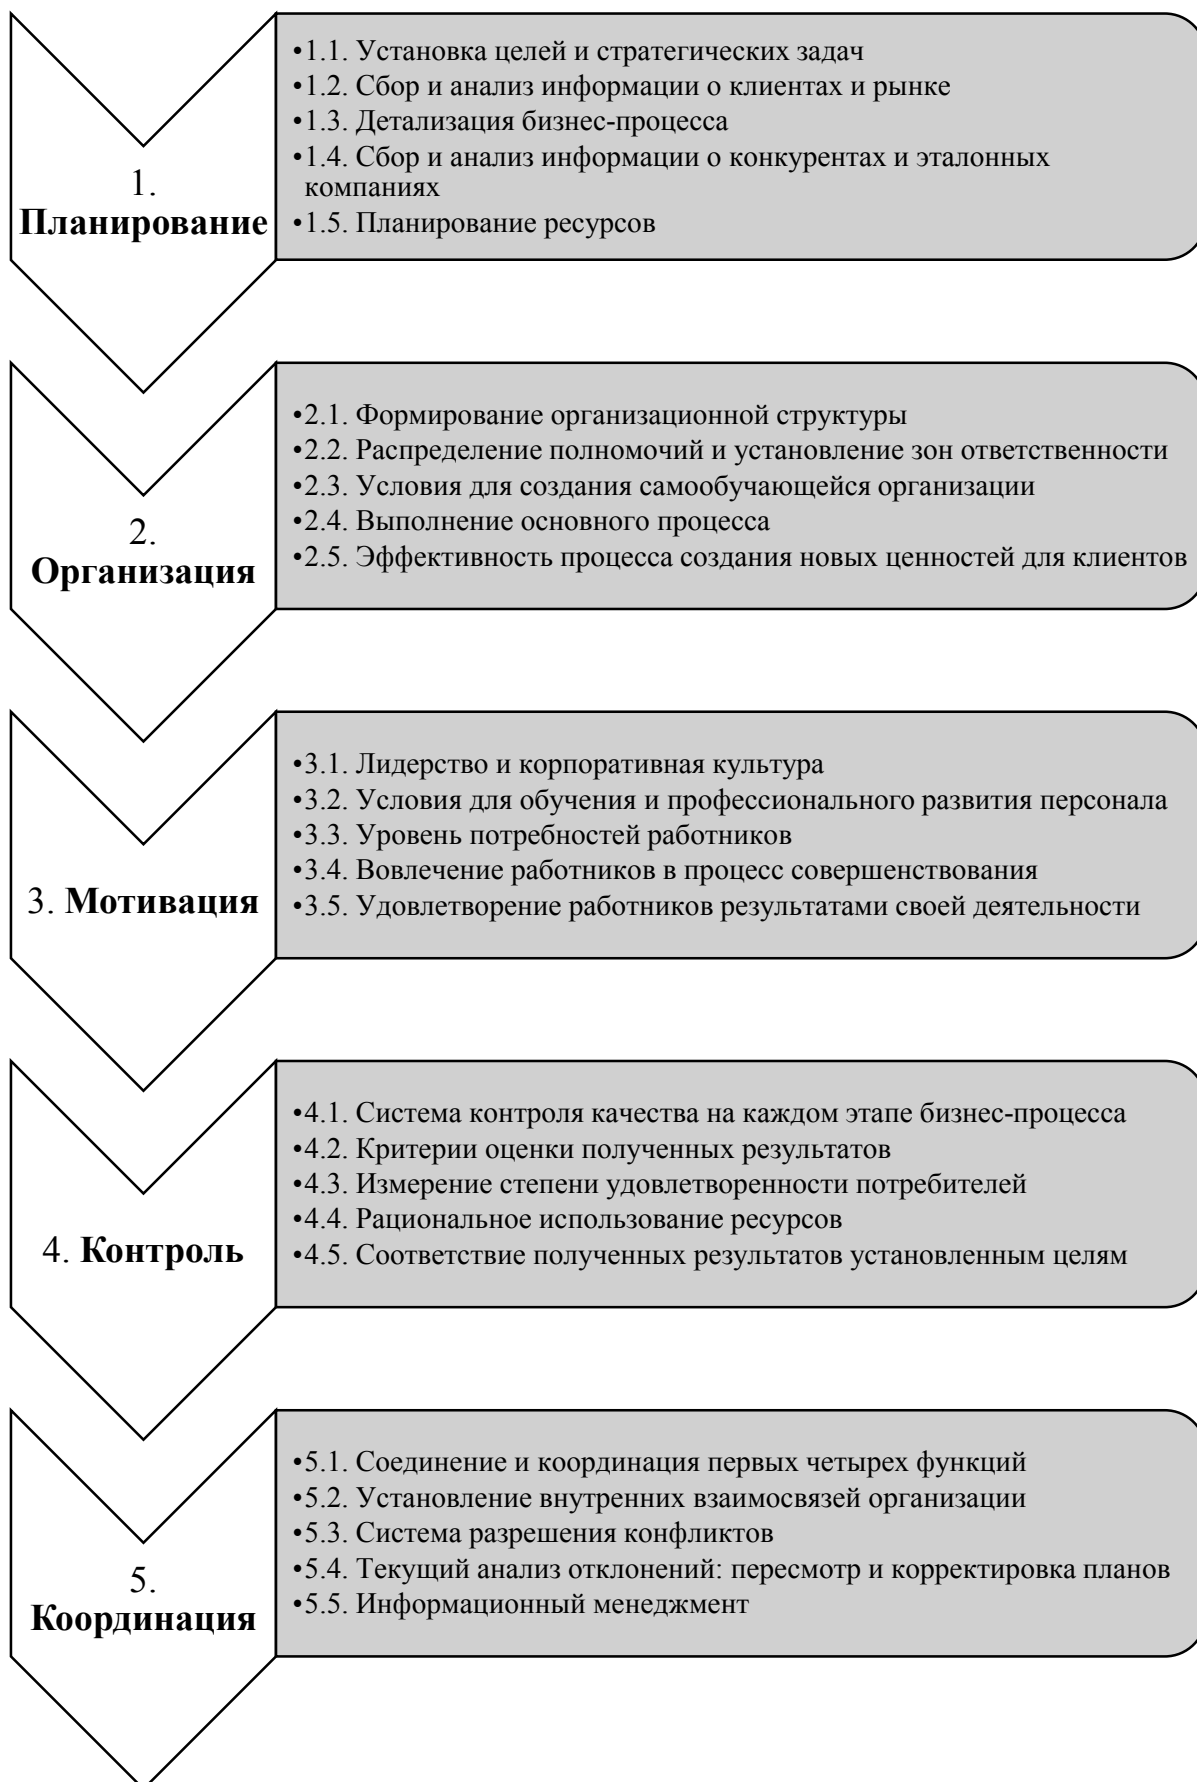 1.
Планирование
•1.1. Установка целей и стратегических задач
•1.2. Сбор и анализ информации о клиентах и рынке
•1.3. Детализация бизнес-процесса
•1.4. Сбор и анализ информации о конкурентах и эталонных
компаниях
•1.5. Планирование ресурсов
2.
Организация
•2.1. Формирование организационной структуры
•2.2. Распределение полномочий и установление зон ответственности
•2.3. Условия для создания самообучающейся организации
•2.4. Выполнение основного процесса
•2.5. Эффективность процесса создания новых ценностей для клиентов
3. Мотивация
•3.1. Лидерство и корпоративная культура
•3.2. Условия для обучения и профессионального развития персонала
•3.3. Уровень потребностей работников
•3.4. Вовлечение работников в процесс совершенствования
•3.5. Удовлетворение работников результатами своей деятельности
4. Контроль
•4.1. Система контроля качества на каждом этапе бизнес-процесса
•4.2. Критерии оценки полученных результатов
•4.3. Измерение степени удовлетворенности потребителей
•4.4. Рациональное использование ресурсов
•4.5. Соответствие полученных результатов установленным целям
5.
Координация
•5.1. Соединение и координация первых четырех функций
•5.2. Установление внутренних взаимосвязей организации
•5.3. Система разрешения конфликтов
•5.4. Текущий анализ отклонений: пересмотр и корректировка планов
•5.5. Информационный менеджмент